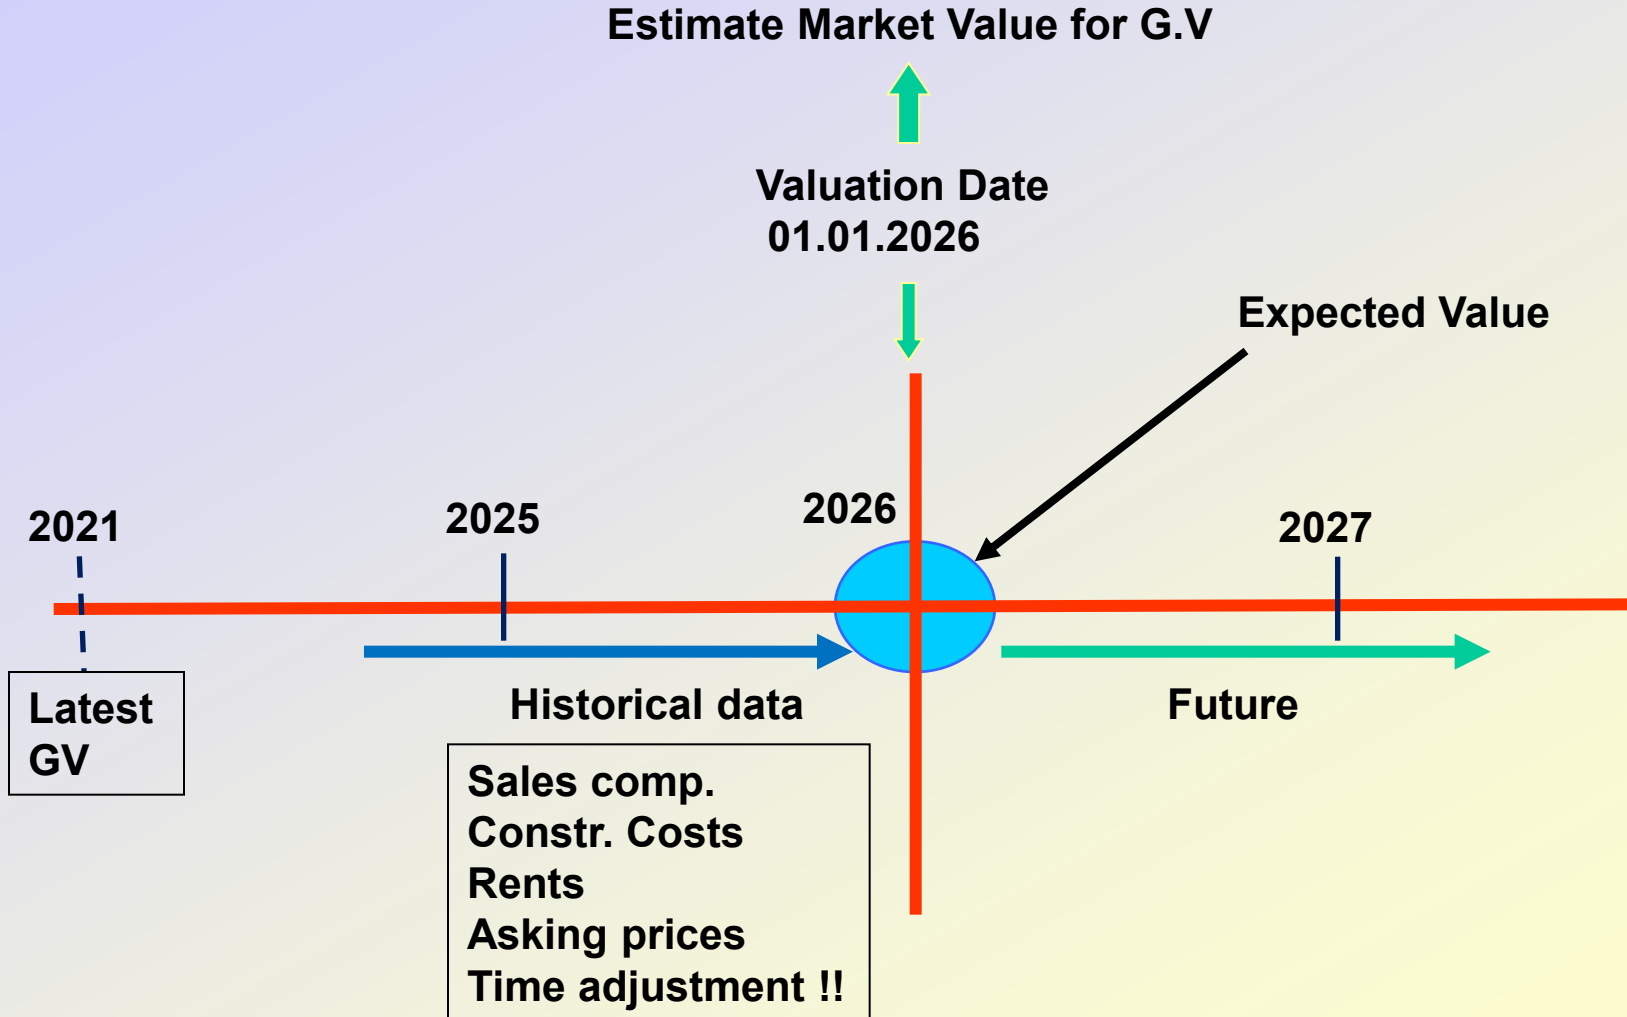 Estimate Market Value for G.V
Valuation Date
01.01.2026
Expected Value
2021
2025
2026
2027
Latest
GV
Historical data
Future
Sales comp.
Constr. Costs
Rents
Asking prices
Time adjustment !!